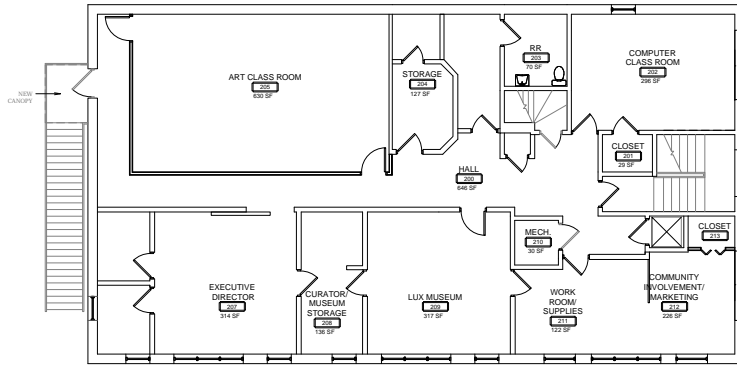 NEW
CANOPY
ART CLASS ROOM
205
630 SF
STORAGE
204
127 SF
RR
203
70 SF
COMPUTER
CLASS ROOM
202
296 SF
CLOSET
201
29 SF
HALL
200
646 SF
MECH.
210
30 SF
CLOSET
213
EXECUTIVE
DIRECTOR
207
314 SF
CURATOR/
MUSEUM
STORAGE
208
136 SF
LUX MUSEUM
209
317 SF
WORK
ROOM/
SUPPLIES
211
122 SF
COMMUNITY
INVOLVEMENT/
MARKETING
212
226 SF